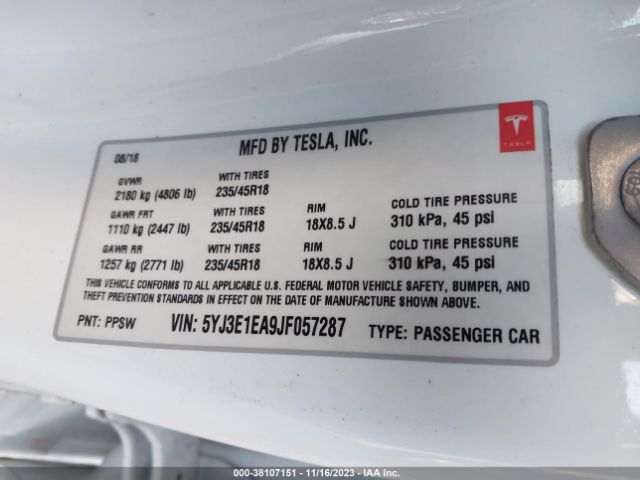 08/18 MFD BY TESLA, INC.
TESLA
GVWR WITH TIRES
2180 kg (4806 lb) 235/45R18
GAWR FRT WITH TIRES RIM COLD TIRE PRESSURE
1110 kg (2447 lb) 235/45R18 18X8.5 J 310 kPa, 45 psi
GAWR RR WITH TIRES RIM COLD TIRE PRESSURE
1257 kg (2771 lb) 235/45R18 18X8.5 J 310 kPa, 45 psi
THIS VEHICLE CONFORMS TO ALL APPLICABLE U.S. FEDERAL MOTOR VEHICLE SAFETY, BUMPER, AND
THEFT PREVENTION STANDARDS IN EFFECT ON THE DATE OF MANUFACTURE SHOWN ABOVE.
PNT: PPSW VIN: 5YJ3E1EA9JF057287 TYPE: PASSENGER CAR
000-38107151 - 11/16/2023 - IAA Inc.